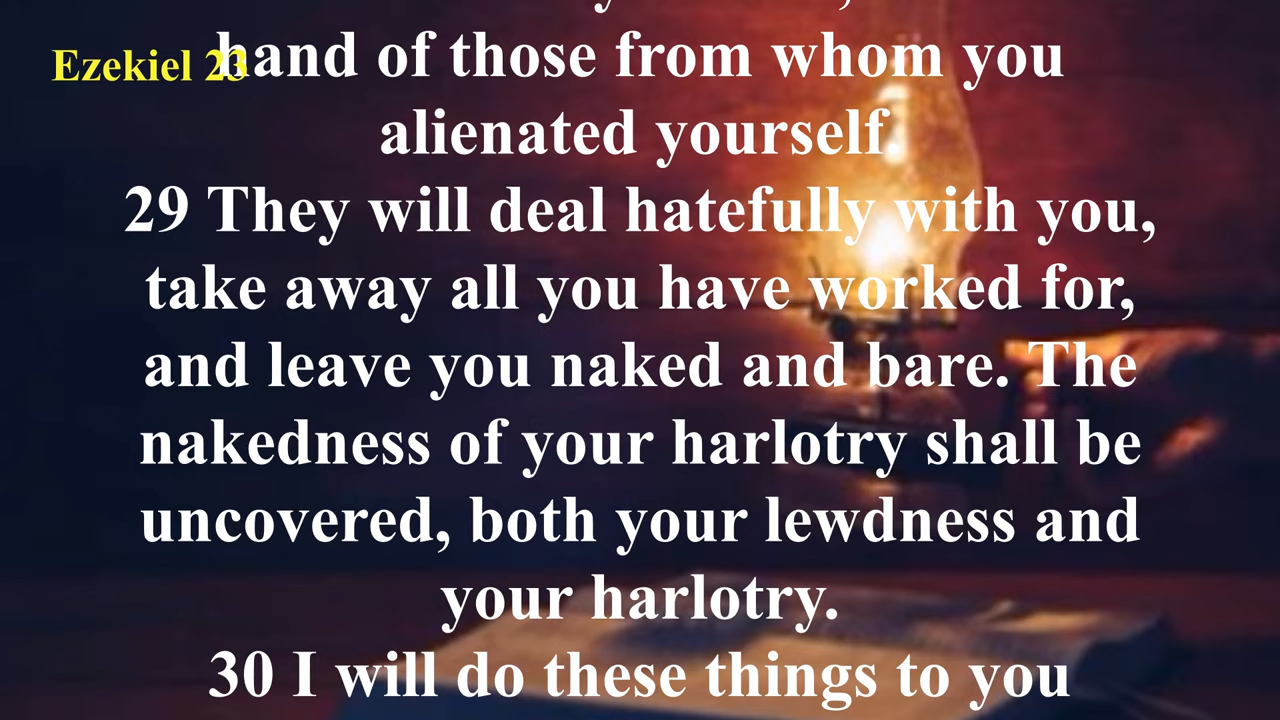 Ezekiel 23
hand of those from whom you
alienated yourself.
29 They will deal hatefully with you,
take away all you have worked for,
and leave you naked and bare. The
nakedness of your harlotry shall be
uncovered, both your lewdness and
your harlotry.
30 I will do these things to you